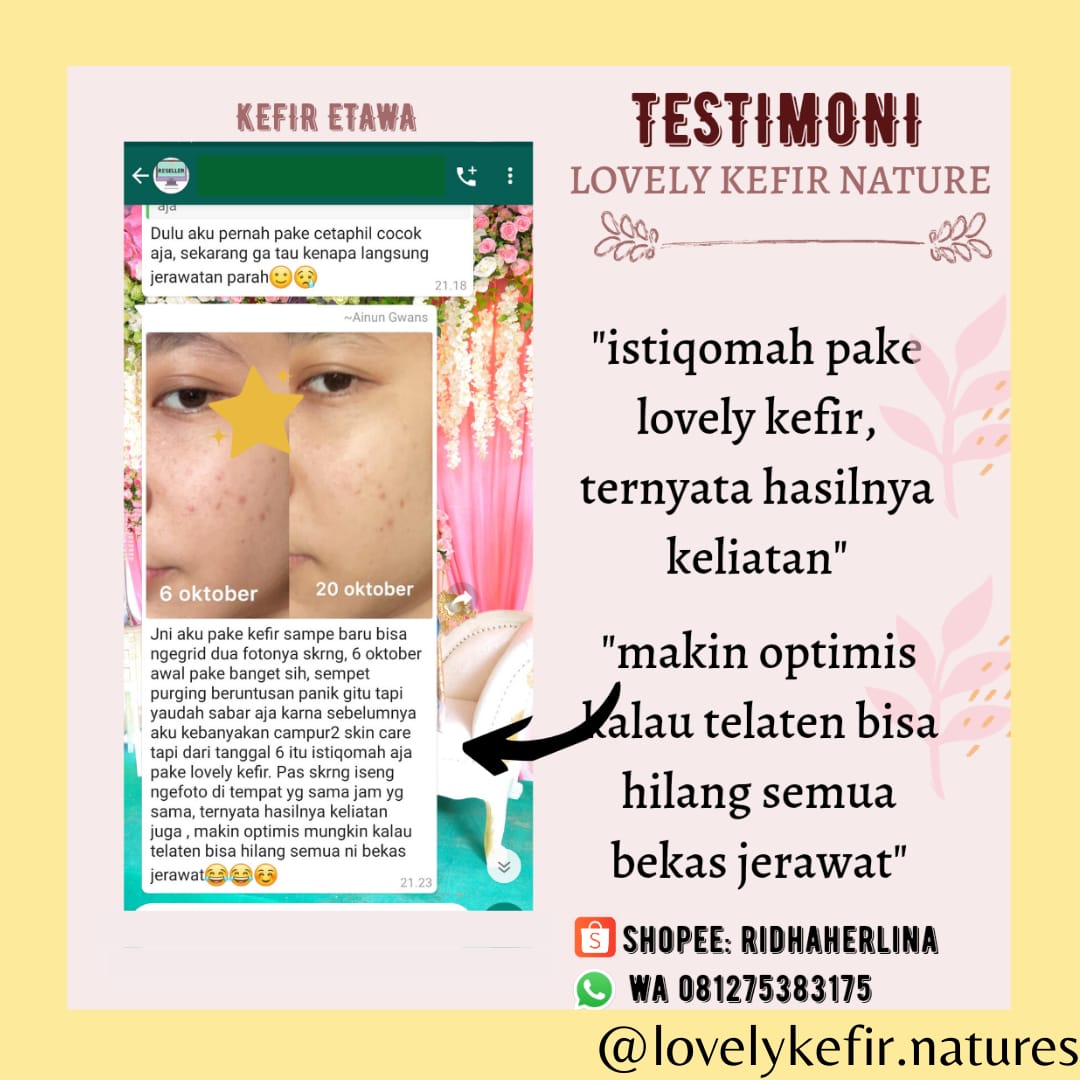 KEFIR ETAWA
RESELLER
aja
Dulu aku pernah pake cetaphil cocok
aja, sekarang ga tau kenapa langsung
jerawatan parah🙂😢
21.18
~Ainun Gwans
6 oktober
20 oktober
Jni aku pake kefir sampe baru bisa
ngegrid dua fotonya skrng, 6 oktober
awal pake banget sih, sempet
purging beruntusan panik gitu tapi
yaudah sabar aja karna sebelumnya
aku kebanyakan campur2 skin care
tapi dari tanggal 6 itu istiqomah aja
pake lovely kefir. Pas skrng iseng
ngefoto di tempat yg sama jam yg
sama, ternyata hasilnya keliatan
juga , makin optimis mungkin kalau
telaten bisa hilang semua ni bekas
jerawat😂😂☺️
21.23
TESTIMONI
LOVELY KEFIR NATURE
"istiqomah pake
lovely kefir,
ternyata hasilnya
keliatan"
"makin optimis
kalau telaten bisa
hilang semua
bekas jerawat"
SHOPEE: RIDHAHERLINA
WA 081275383175
@lovelykefir.natures